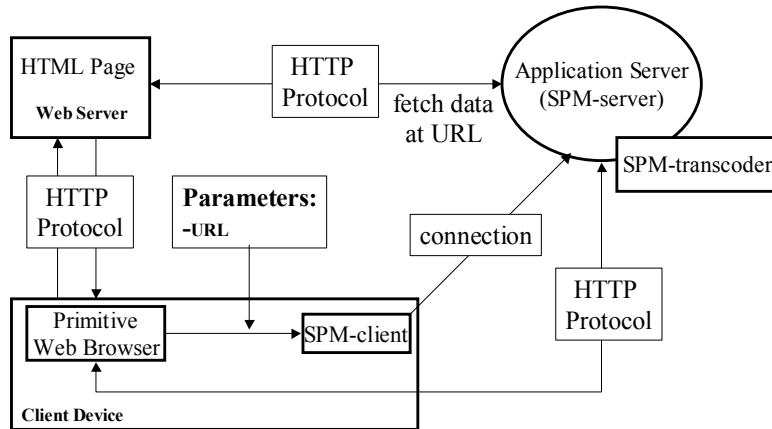 HTML Page
Web Server
HTTP
Protocol
fetch data
at URL
Application Server
(SPM-server)
SPM-transcoder
HTTP
Protocol
Parameters:
-URL
connection
HTTP
Protocol
Primitive
Web Browser
SPM-client
Client Device